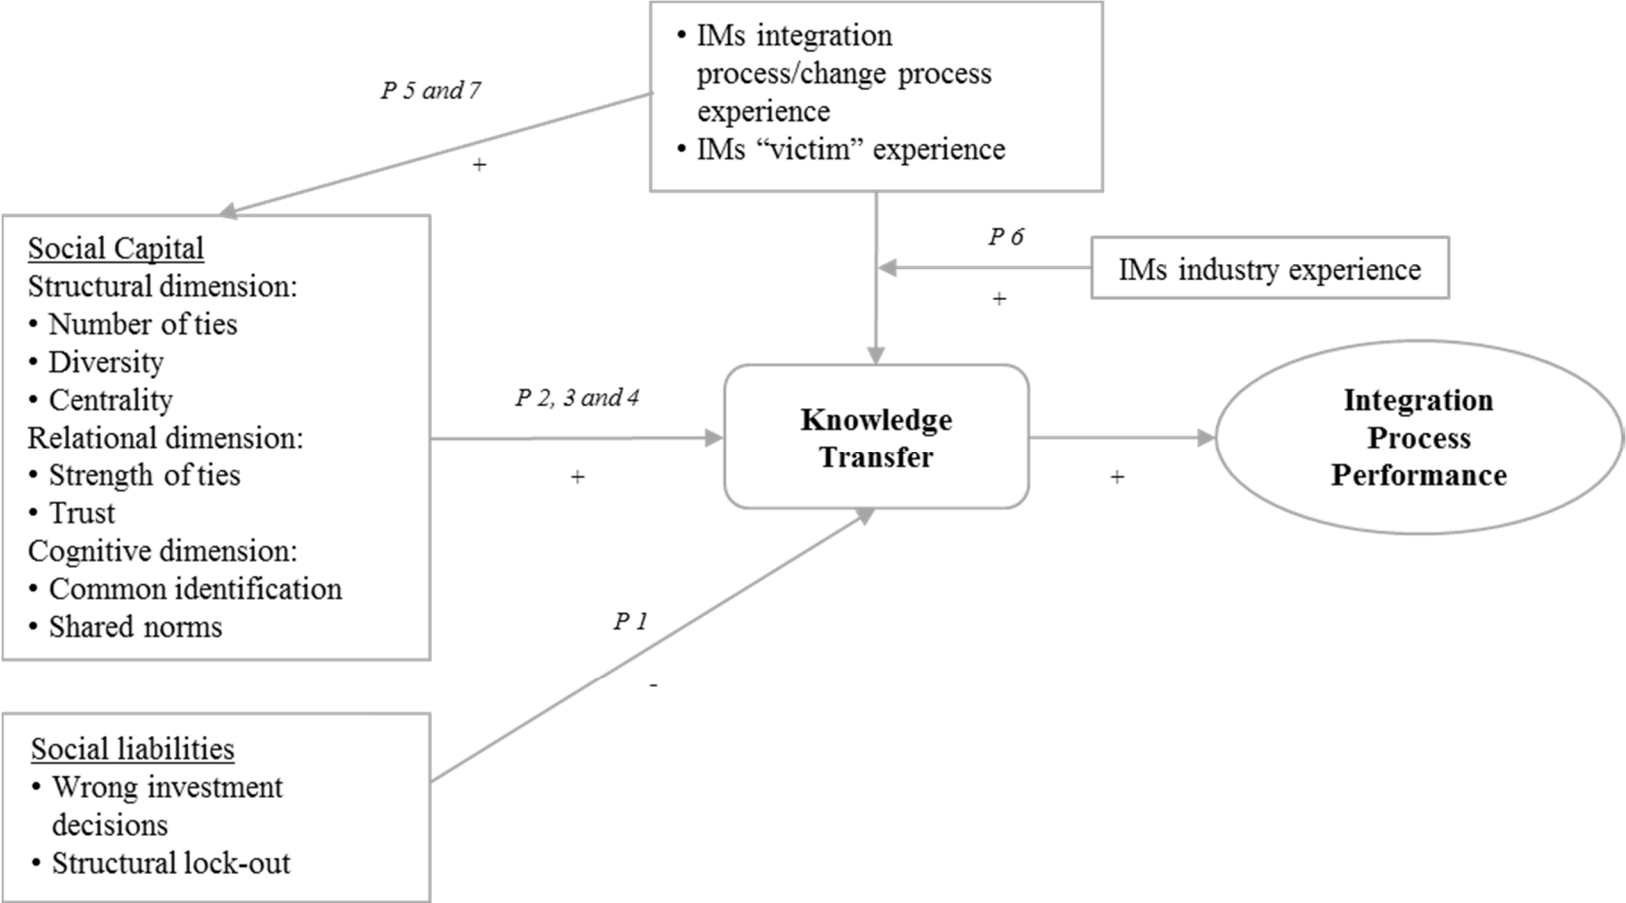 • IMs integration
process/change process
experience
• IMs “victim” experience
P 5 and 7
+
P 6
IMs industry experience
+
Social Capital
Structural dimension:
• Number of ties
• Diversity
• Centrality
Relational dimension:
• Strength of ties
• Trust
Cognitive dimension:
• Common identification
• Shared norms
P 2, 3 and 4
+
Knowledge
Transfer
+
Integration
Process
Performance
P 1
-
Social liabilities
• Wrong investment
decisions
• Structural lock-out